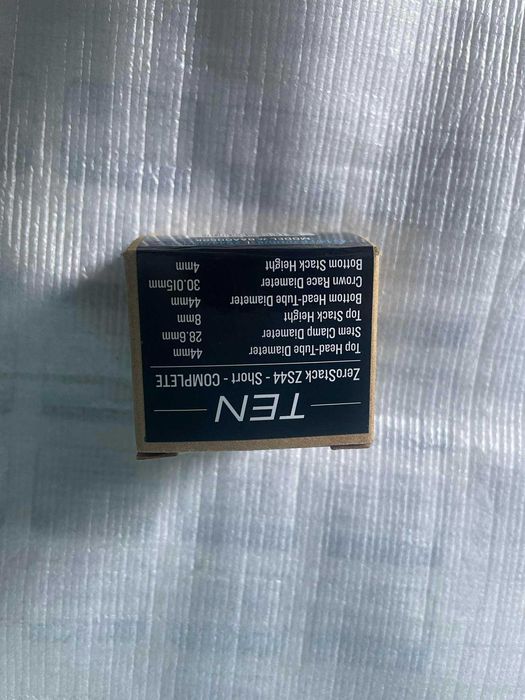 TEN
ZeroStack ZS44 - Short - COMPLETE
Top Head-Tube Diameter 44mm
Stem Clamp Diameter 28.6mm
Top Stack Height 8mm
Bottom Head-Tube Diameter 44mm
Crown Race Diameter 30.015mm
Bottom Stack Height 4mm